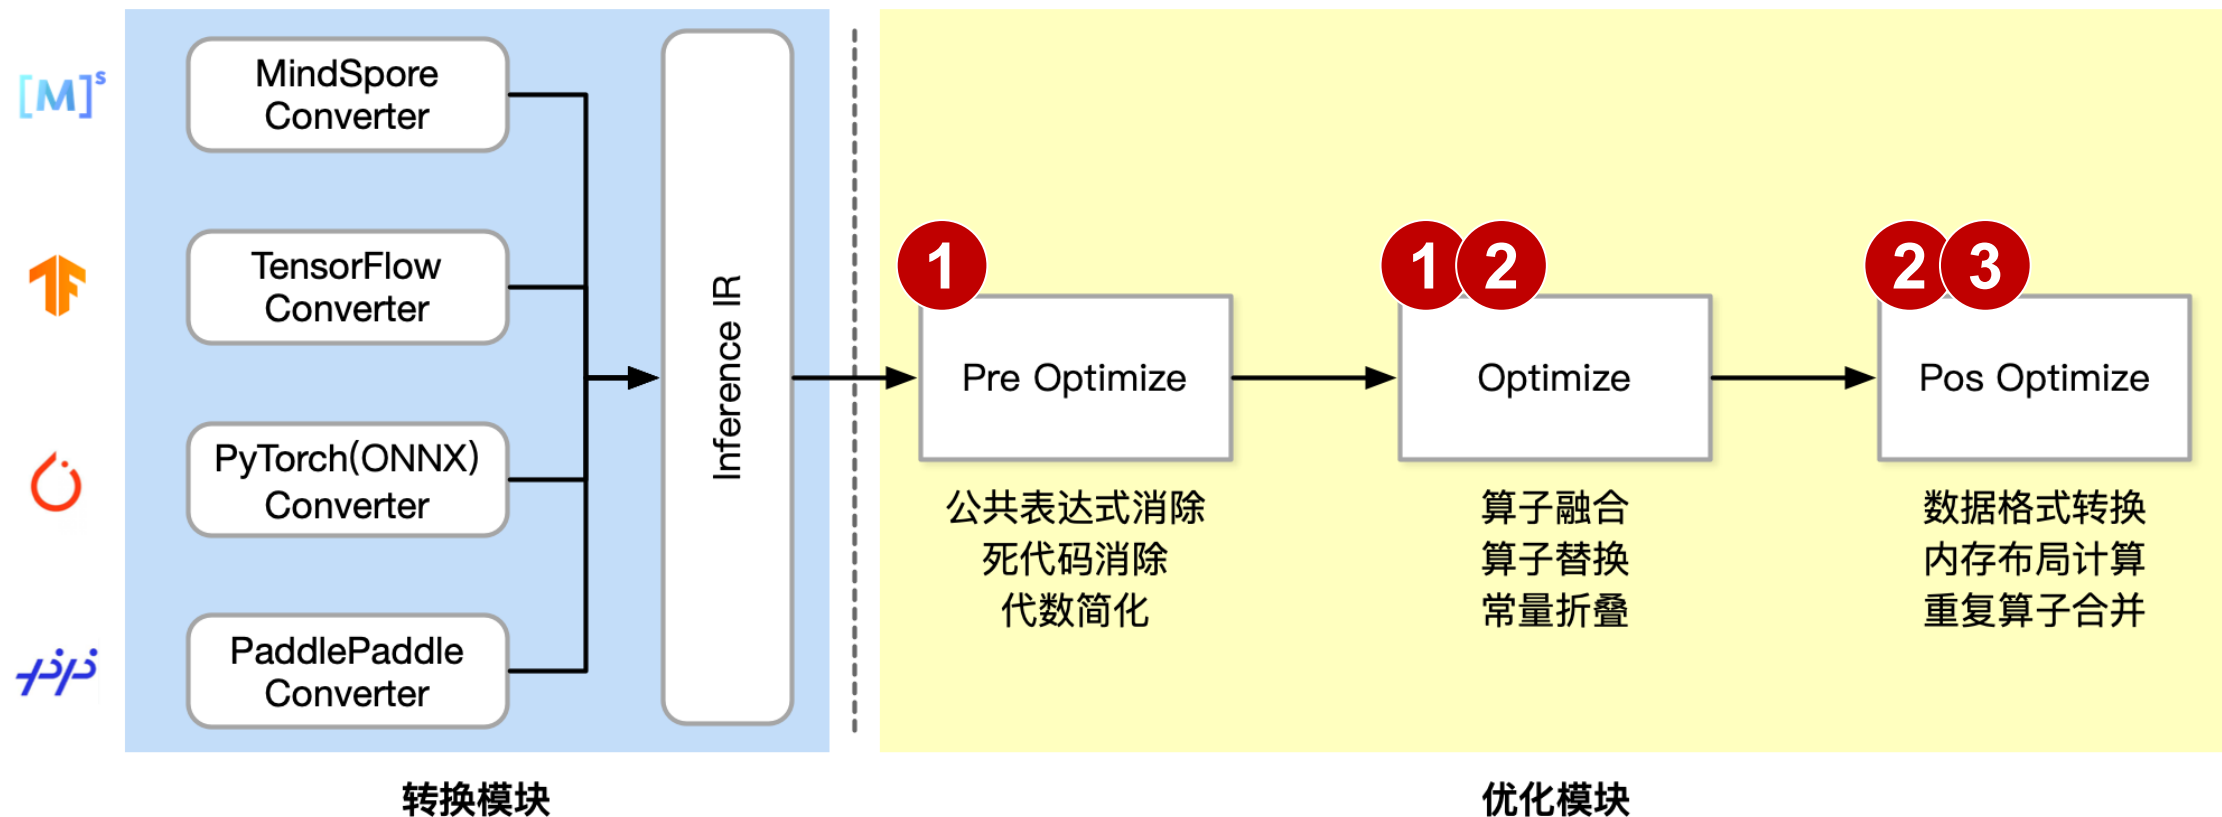 [M]s
MindSpore
Converter
TensorFlow
Converter
PyTorch(ONNX)
Converter
PaddlePaddle
Converter
Inference IR
转换模块
1
Pre Optimize
公共表达式消除
死代码消除
代数简化
1 2
Optimize
算子融合
算子替换
常量折叠
2 3
Pos Optimize
数据格式转换
内存布局计算
重复算子合并
优化模块